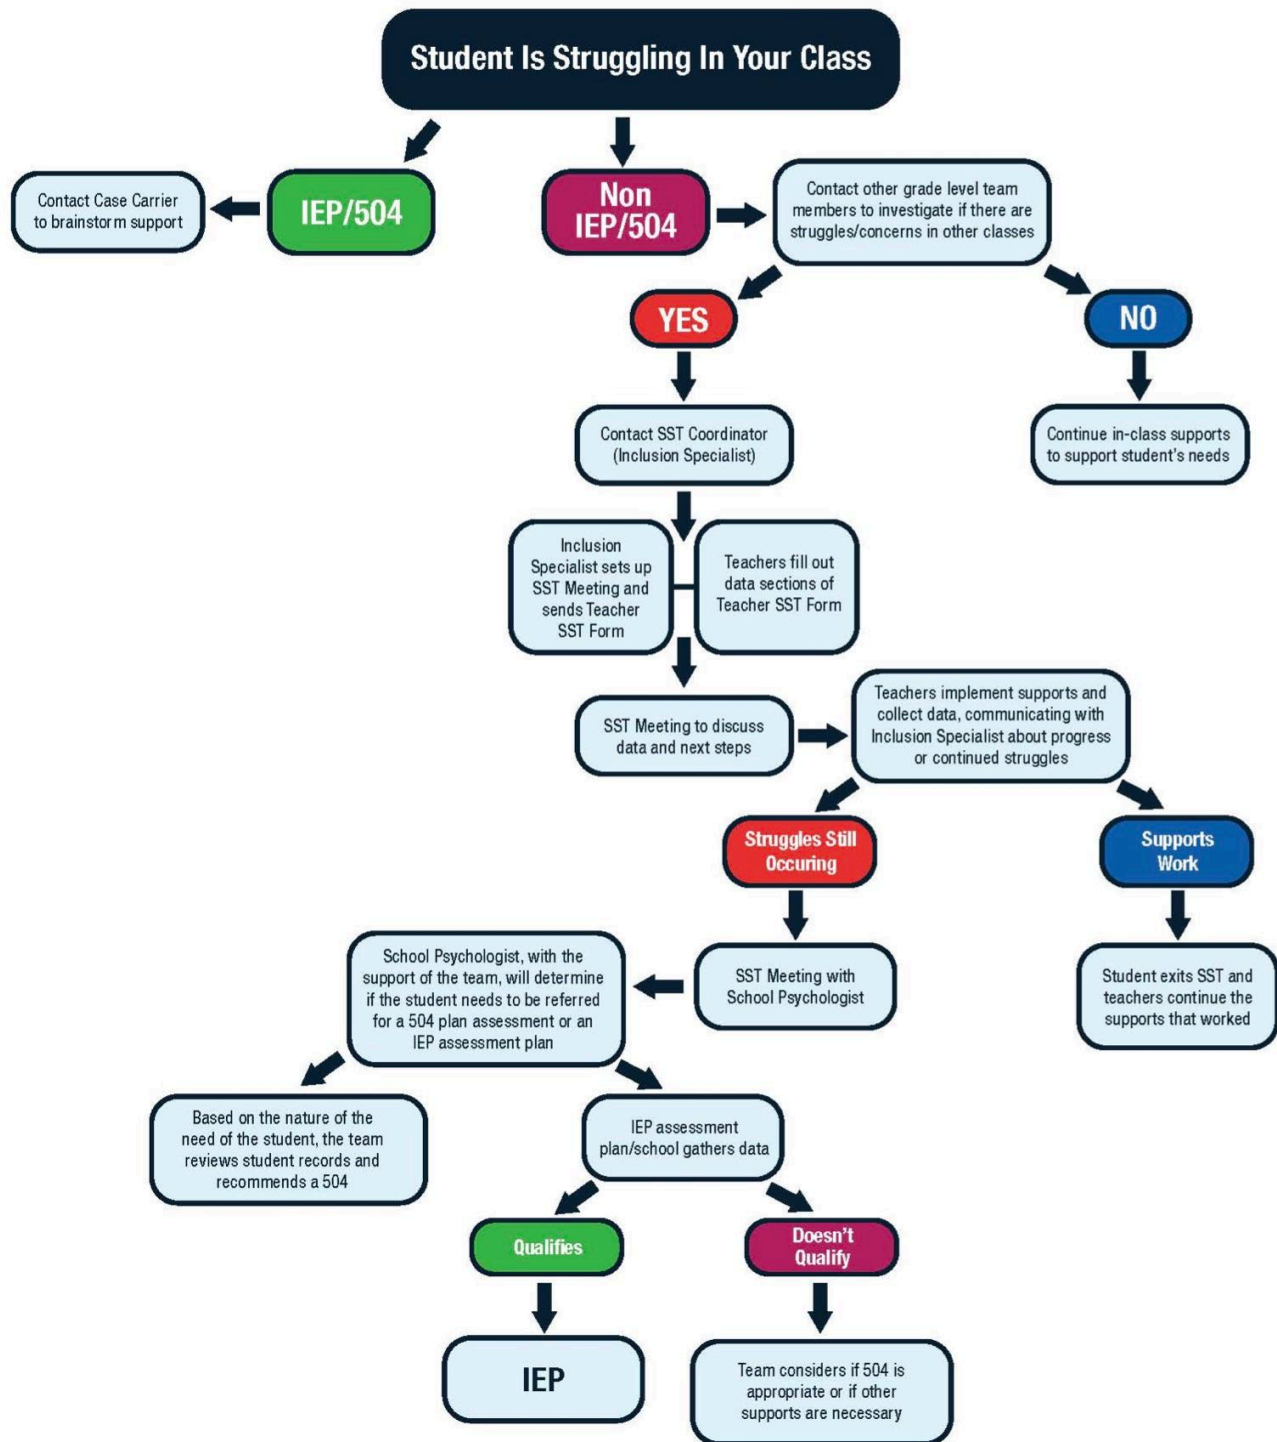 Student Is Struggling In Your Class
Contact Case Carrier
to brainstorm support
IEP/504
Non
IEP/504
Contact other grade level team
members to investigate if there are
struggles/concerns in other classes
YES
NO
Contact SST Coordinator
(Inclusion Specialist)
Continue in-class supports
to support student's needs
Inclusion
Specialist sets up
SST Meeting and
sends Teacher
SST Form
Teachers fill out
data sections of
Teacher SST Form
SST Meeting to discuss
data and next steps
Teachers implement supports and
collect data, communicating with
Inclusion Specialist about progress
or continued struggles
Struggles Still
Occuring
Supports
Work
School Psychologist, with the
support of the team, will determine
if the student needs to be referred
for a 504 plan assessment or an
IEP assessment plan
SST Meeting with
School Psychologist
Student exits SST and
teachers continue the
supports that worked
Based on the nature of the
need of the student, the team
reviews student records and
recommends a 504
IEP assessment
plan/school gathers data
Qualifies
Doesn't
Qualify
IEP
Team considers if 504 is
appropriate or if other
supports are necessary